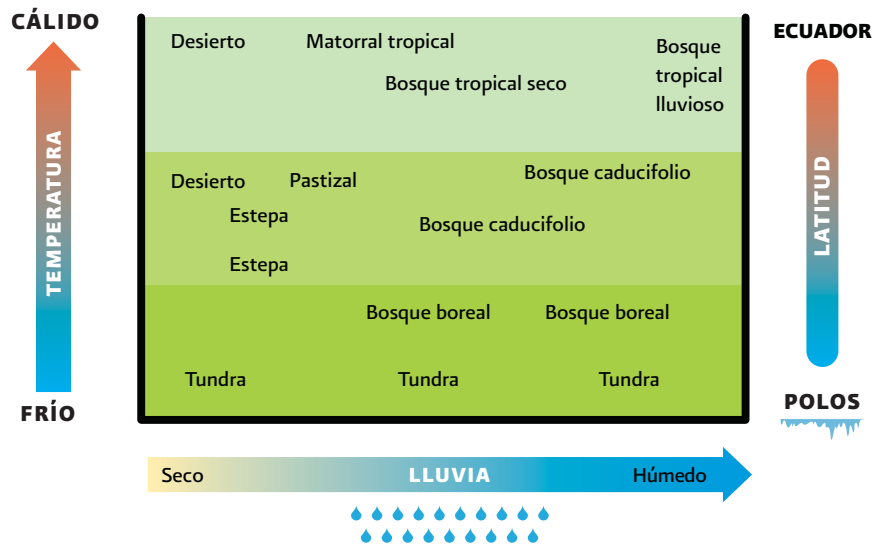 CÁLIDO
TEMPERATURA
FRÍO
Desierto
Matorral tropical
Bosque
tropical
lluvioso
Bosque tropical seco
Desierto
Pastizal
Bosque caducifolio
Estepa
Bosque caducifolio
Estepa
Bosque boreal
Bosque boreal
Tundra
Tundra
Tundra
ECUADOR
LATITUD
POLOS
Seco
LLUVIA
Húmedo